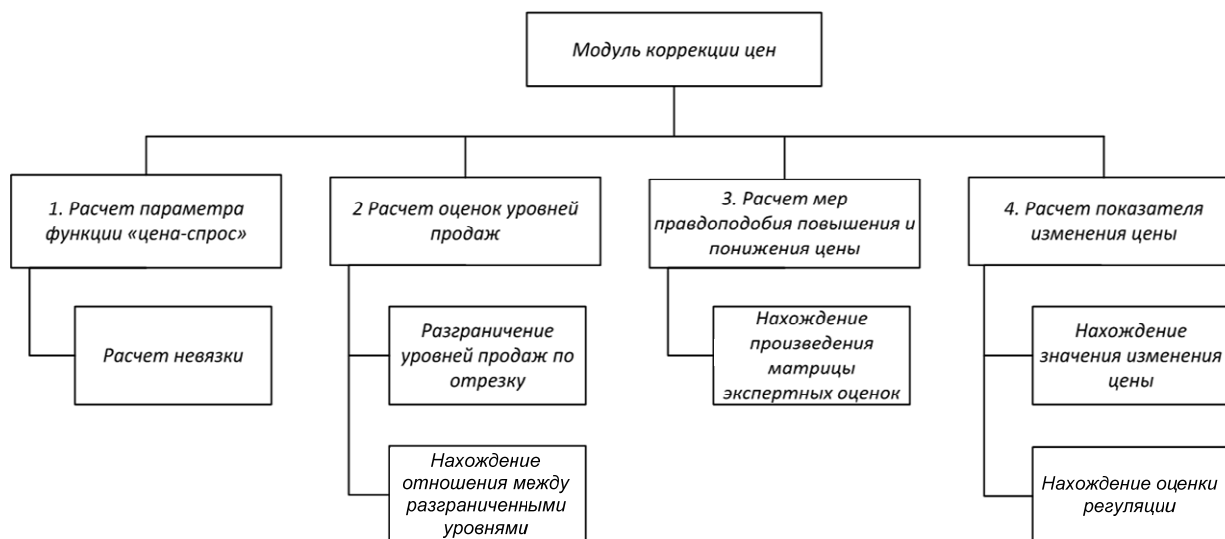 Модуль коррекции цен
1. Расчет параметра
функции «цена-спрос»
2 Расчет оценок уровней
продаж
3. Расчет мер
правдоподобия повышения и
понижения цены
4. Расчет показателя
изменения цены
Расчет невязки
Разграничение
уровней продаж по
отрезку
Нахождение
произведения
матрицы
экспертных оценок
Нахождение
значения изменения
цены
Нахождение
отношения между
разграниченными
уровнями
Нахождение оценки
регуляции